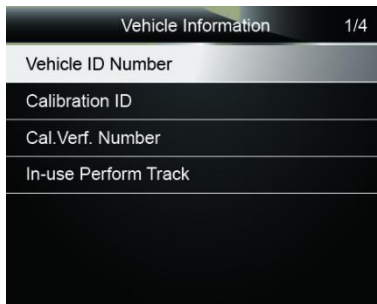 Vehicle Information 1/4
Vehicle ID Number
Calibration ID
Cal.Verf. Number
In-use Perform Track